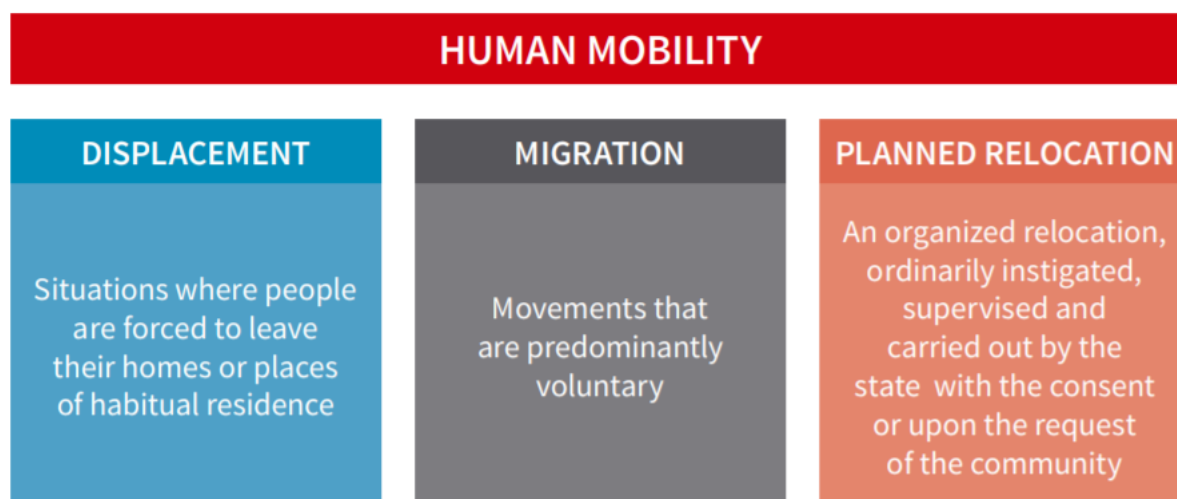 HUMAN MOBILITY
DISPLACEMENT
Situations where people
are forced to leave
their homes or places
of habitual residence
MIGRATION
Movements that
are predominantly
voluntary
PLANNED RELOCATION
An organized relocation,
ordinarily instigated,
supervised and
carried out by the
state with the consent
or upon the request
of the community